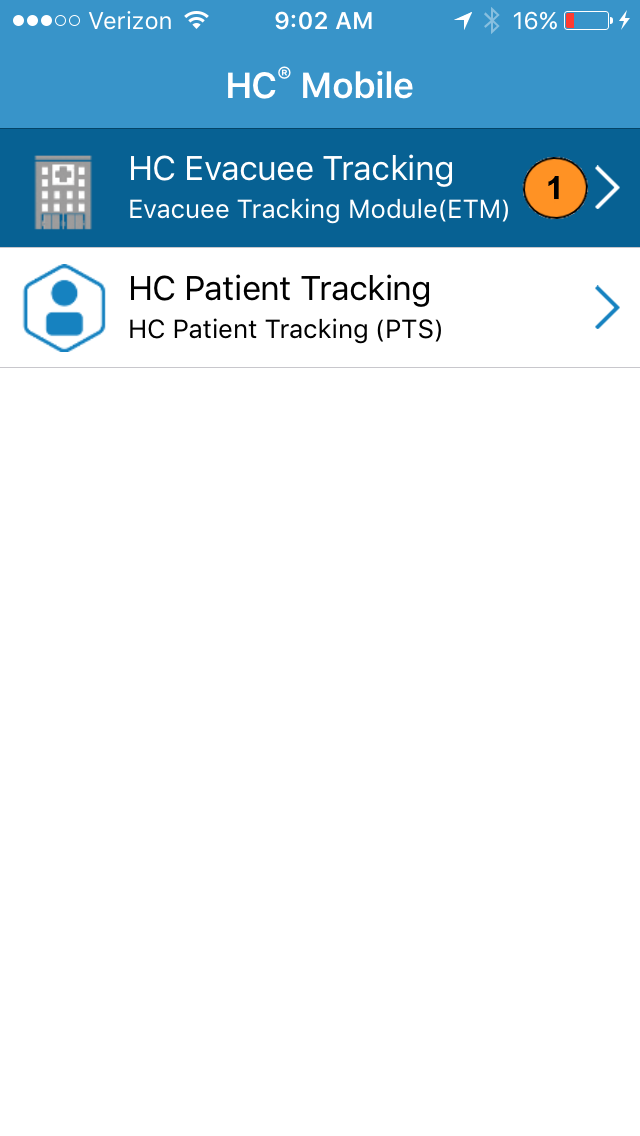 Verizon 9:02 AM 16%
HC® Mobile
HC Evacuee Tracking
Evacuee Tracking Module(ETM)
1
HC Patient Tracking
HC Patient Tracking (PTS)